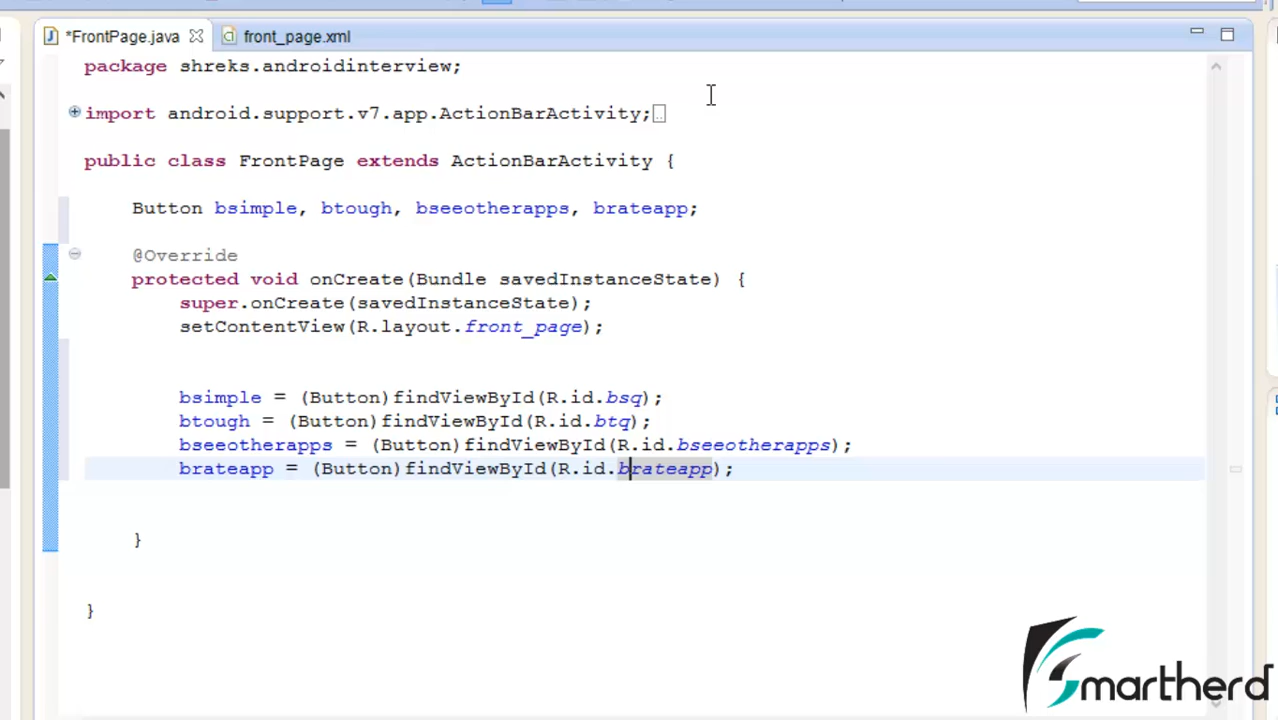 *FrontPage.java front_page.xml
package shreks.androidinterview;
import android.support.v7.app.ActionBarActivity;
public class FrontPage extends ActionBarActivity {
Button bsimple, btough, bseeotherapps, brateapp;
@Override
protected void onCreate(Bundle savedInstanceState) {
super.onCreate(savedInstanceState);
setContentView(R.layout.front_page);
bsimple = (Button)findViewById(R.id.bsq);
btough = (Button)findViewById(R.id.btq);
bseeotherapps = (Button)findViewById(R.id.bseeotherapps);
brateapp = (Button)findViewById(R.id.brateapp);
}
}
Smartherd